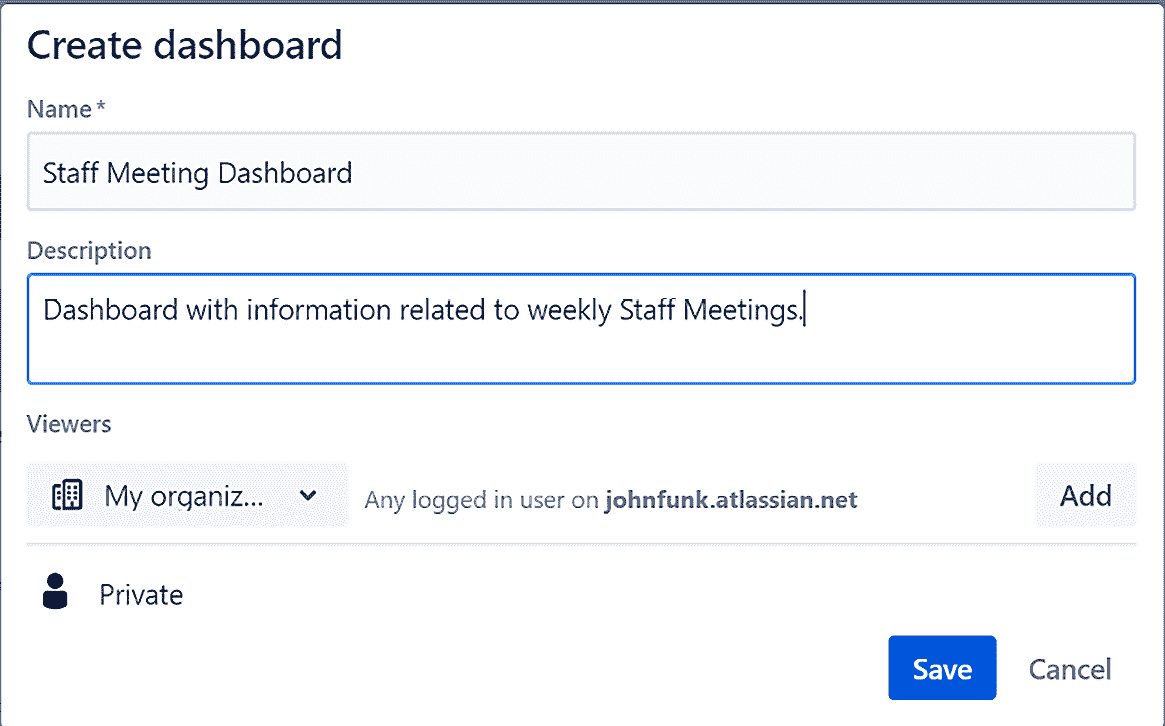 Create dashboard
Name*
Staff Meeting Dashboard
Description
Dashboard with information related to weekly Staff Meetings.
Viewers
My organiz... Any logged in user on johnfunk.atlassian.net Add
Private
Save Cancel